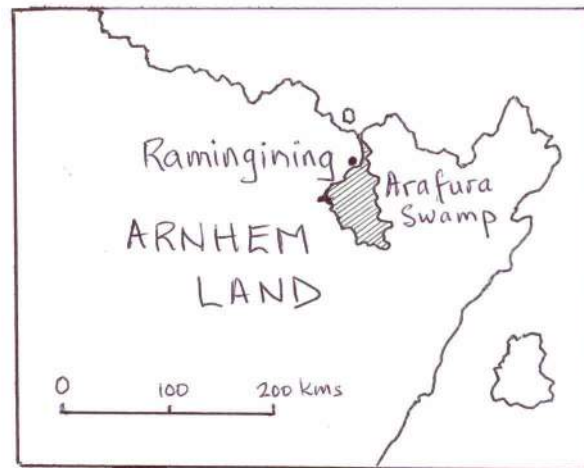 Ramingining
Arafura
Swamp
ARNHEM
LAND
0 100 200 kms